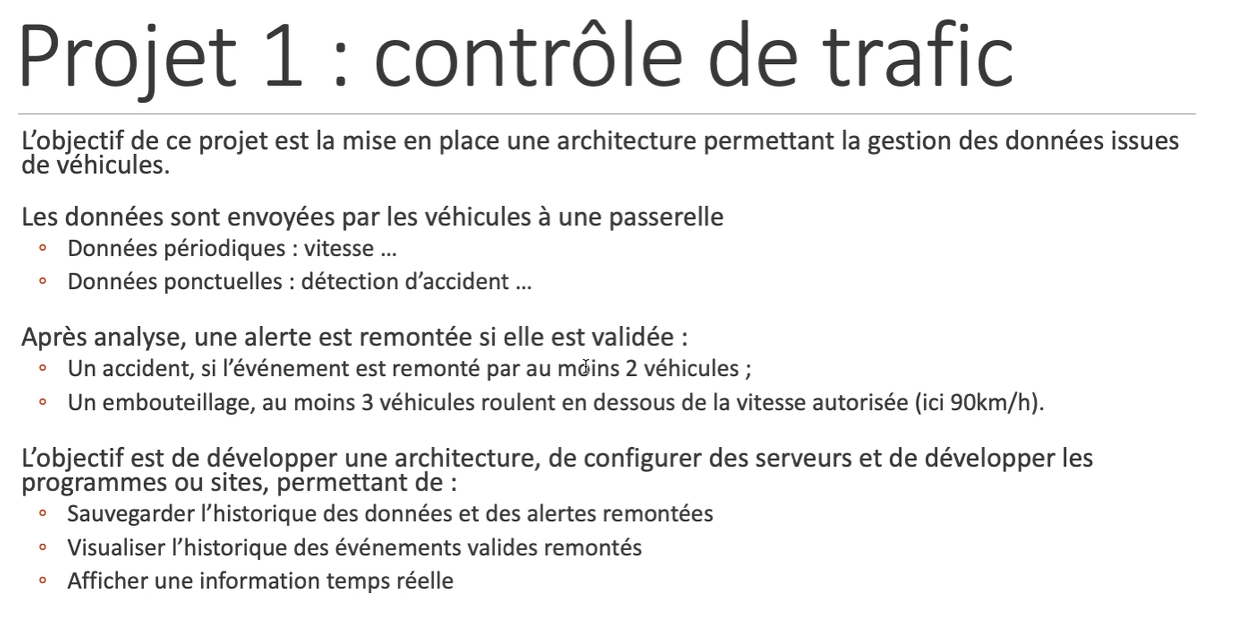 Projet 1 : contrôle de trafic
L’objectif de ce projet est la mise en place une architecture permettant la gestion des données issues
de véhicules.
Les données sont envoyées par les véhicules à une passerelle
° Données périodiques : vitesse …
° Données ponctuelles : détection d’accident …
Après analyse, une alerte est remontée si elle est validée :
° Un accident, si l’événement est remonté par au moins 2 véhicules ;
° Un embouteillage, au moins 3 véhicules roulent en dessous de la vitesse autorisée (ici 90km/h).
L’objectif est de développer une architecture, de configurer des serveurs et de développer les
programmes ou sites, permettant de :
° Sauvegarder l’historique des données et des alertes remontées
° Visualiser l’historique des événements valides remontés
° Afficher une information temps réelle